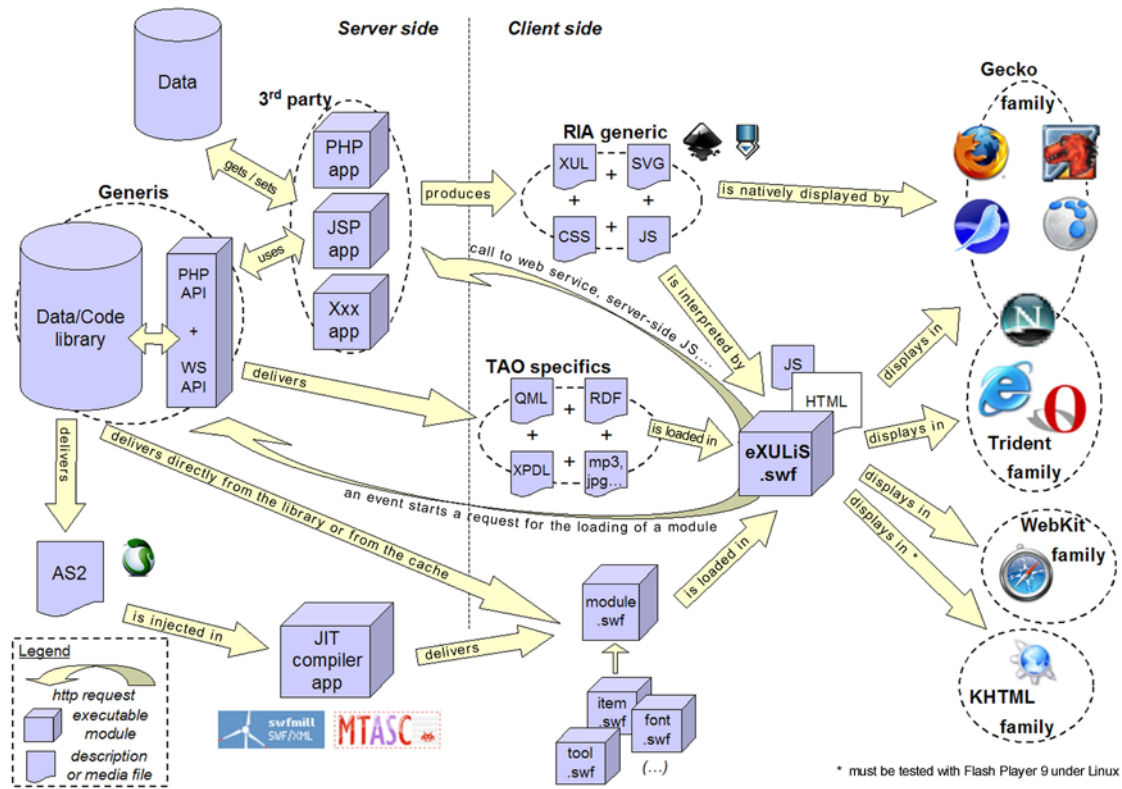 Server side
Client side
Data
3rd party
PHP
app
JSP
app
Xxx
app
gets / sets
uses
produces
Generis
Data/Code
library
PHP
API
+
WS
API
RIA generic
XUL
+
SVG
+
+
CSS
+
JS
is natively displayed by
Gecko
family
call to web service, server-side JS,...
is interpreted by
delivers
TAO specifics
QML
+
RDF
+
+
XPDL
+
mp3,
jpg...
is loaded in
JS
HTML
eXULiS
.swf
displays in
displays in
displays in
displays in *
N
e
O
Trident
family
WebKit
family
KHTML
family
an event starts a request for the loading of a module
delivers directly from the library or from the cache
delivers
AS2
is injected in
JIT
compiler
app
delivers
module
.swf
is loaded in
item
.swf
font
.swf
tool
.swf
(...)
swfmill
SWF/XML
MTASC
Legend
http request
executable
module
description
or media file
* must be tested with Flash Player 9 under Linux